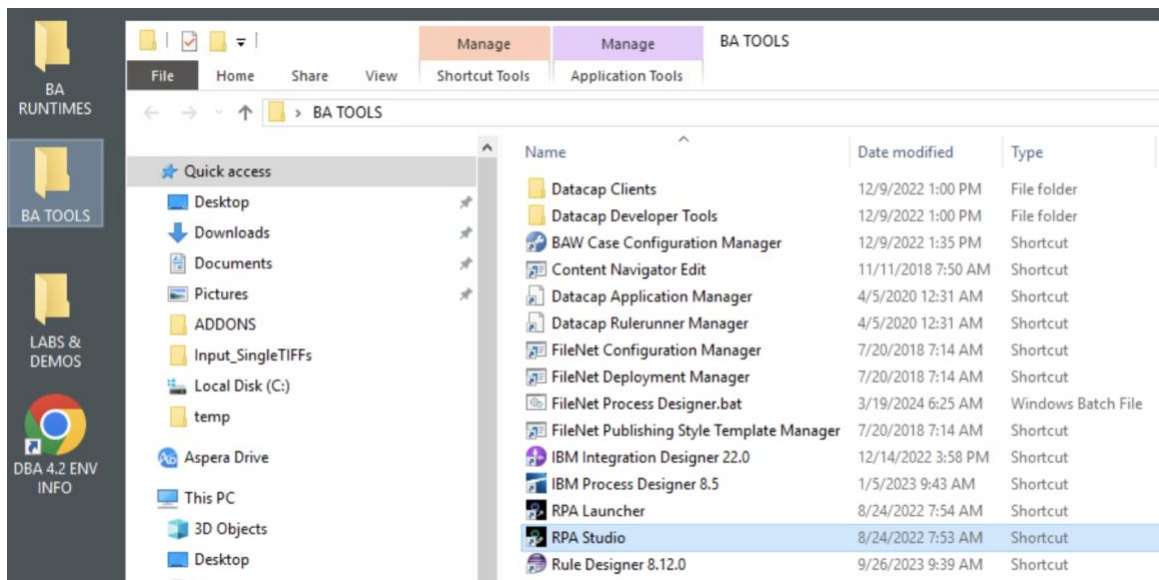 BA
RUNTIMES
BA TOOLS
LABS &
DEMOS
DBA 4.2 ENV
INFO
Manage
Manage
BA TOOLS
File
Home
Share
View
Shortcut Tools
Application Tools
> BA TOOLS
Quick access
Desktop
Downloads
Documents
Pictures
ADDONS
Input_SingleTIFFs
Local Disk (C:)
temp
Aspera Drive
This PC
3D Objects
Desktop
Name Date modified Type
Datacap Clients 12/9/2022 1:00 PM File folder
Datacap Developer Tools 12/9/2022 1:00 PM File folder
BAW Case Configuration Manager 12/9/2022 1:35 PM Shortcut
Content Navigator Edit 11/11/2018 7:50 AM Shortcut
Datacap Application Manager 4/5/2020 12:31 AM Shortcut
Datacap Rulerunner Manager 4/5/2020 12:31 AM Shortcut
FileNet Configuration Manager 7/20/2018 7:14 AM Shortcut
FileNet Deployment Manager 7/20/2018 7:14 AM Shortcut
FileNet Process Designer.bat 3/19/2024 6:25 AM Windows Batch File
FileNet Publishing Style Template Manager 7/20/2018 7:14 AM Shortcut
IBM Integration Designer 22.0 12/14/2022 3:58 PM Shortcut
IBM Process Designer 8.5 1/5/2023 9:43 AM Shortcut
RPA Launcher 8/24/2022 7:54 AM Shortcut
RPA Studio 8/24/2022 7:53 AM Shortcut
Rule Designer 8.12.0 9/26/2023 9:39 AM Shortcut